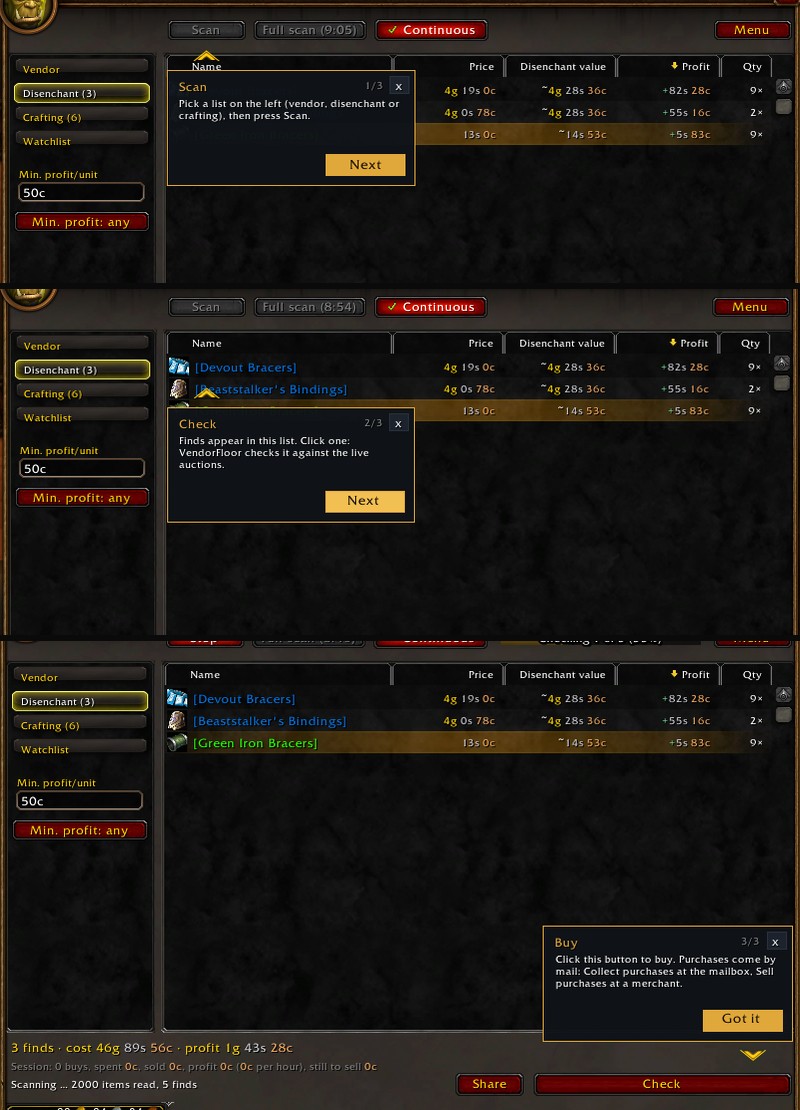 Scan Full scan (9:05) Continuous Menu
Name Price Disenchant value Profit Qty
Vendor
Disenchant (3)
Crafting (6)
Watchlist
Min. profit/unit
50c
Min. profit: any
Scan 1/3 x
Pick a list on the left (vendor, disenchant or
crafting), then press Scan.
Next
4g 19s 0c ~4g 28s 36c +82s 28c 9×
4g 0s 78c ~4g 28s 36c +55s 16c 2×
13s 0c ~14s 53c +5s 83c 9×
Scan Full scan (8:54) Continuous Menu
Name Price Disenchant value Profit Qty
Vendor
Disenchant (3)
Crafting (6)
Watchlist
Min. profit/unit
50c
Min. profit: any
[Devout Bracers] 4g 19s 0c ~4g 28s 36c +82s 28c 9×
[Beaststalker's Bindings] 4g 0s 78c ~4g 28s 36c +55s 16c 2×
13s 0c ~14s 53c +5s 83c 9×
Check 2/3 x
Finds appear in this list. Click one:
VendorFloor checks it against the live
auctions.
Next
Name Price Disenchant value Profit Qty
Vendor
Disenchant (3)
Crafting (6)
Watchlist
Min. profit/unit
50c
Min. profit: any
[Devout Bracers] 4g 19s 0c ~4g 28s 36c +82s 28c 9×
[Beaststalker's Bindings] 4g 0s 78c ~4g 28s 36c +55s 16c 2×
[Green Iron Bracers] 13s 0c ~14s 53c +5s 83c 9×
Buy 3/3 x
Click this button to buy. Purchases come by
mail: Collect purchases at the mailbox, Sell
purchases at a merchant.
Got it
3 finds · cost 46g 89s 56c · profit 1g 43s 28c
Session: 0 buys, spent 0c, sold 0c, profit 0c (0c per hour), still to sell 0c
Scanning ... 2000 items read, 5 finds
Share Check